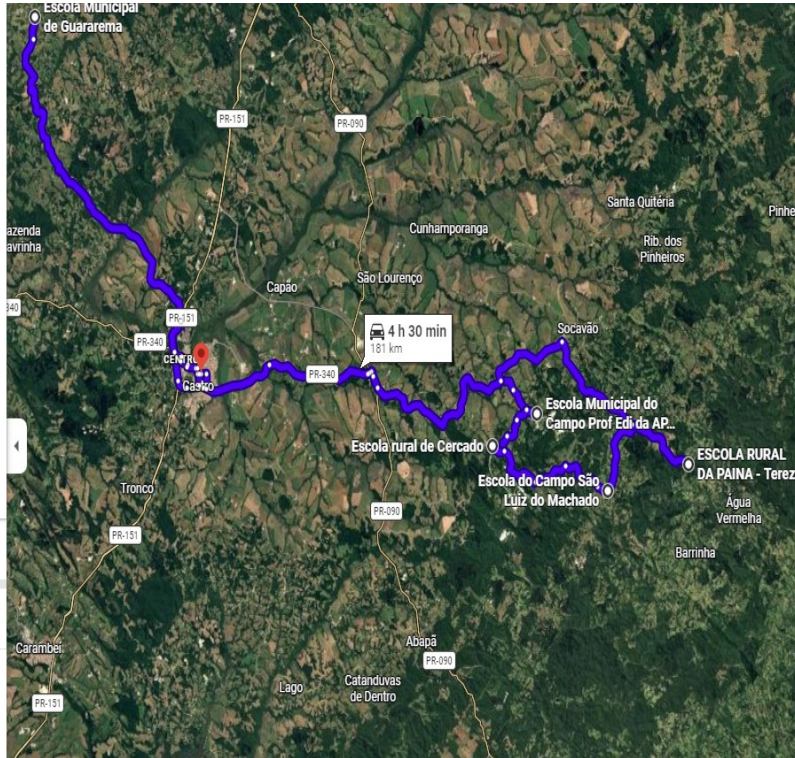 Escola Municipal
de Guararema
PR-151
PR-090
Santa Quitéria
Pinhe
Cunhamporanga
Rib. dos
Pinheiros
azenda
avrinha
São Lourenço
Capão
340
PR-151
4 h 30 min
181 km
Socavão
PR-340
CENTRO
PR-340
Castro
Escola Municipal do
Campo Prof Edi da AP...
Escola rural de Cercado
ESCOLA RURAL
DA PAINA - Terez
Escola do Campo São
Luiz do Machado
Tronco
Água
Vermelha
PR-090
PR-151
Barrinha
Carambeí
Abapã
PR-090
Lago
Catanduvas
de Dentro
PR-151